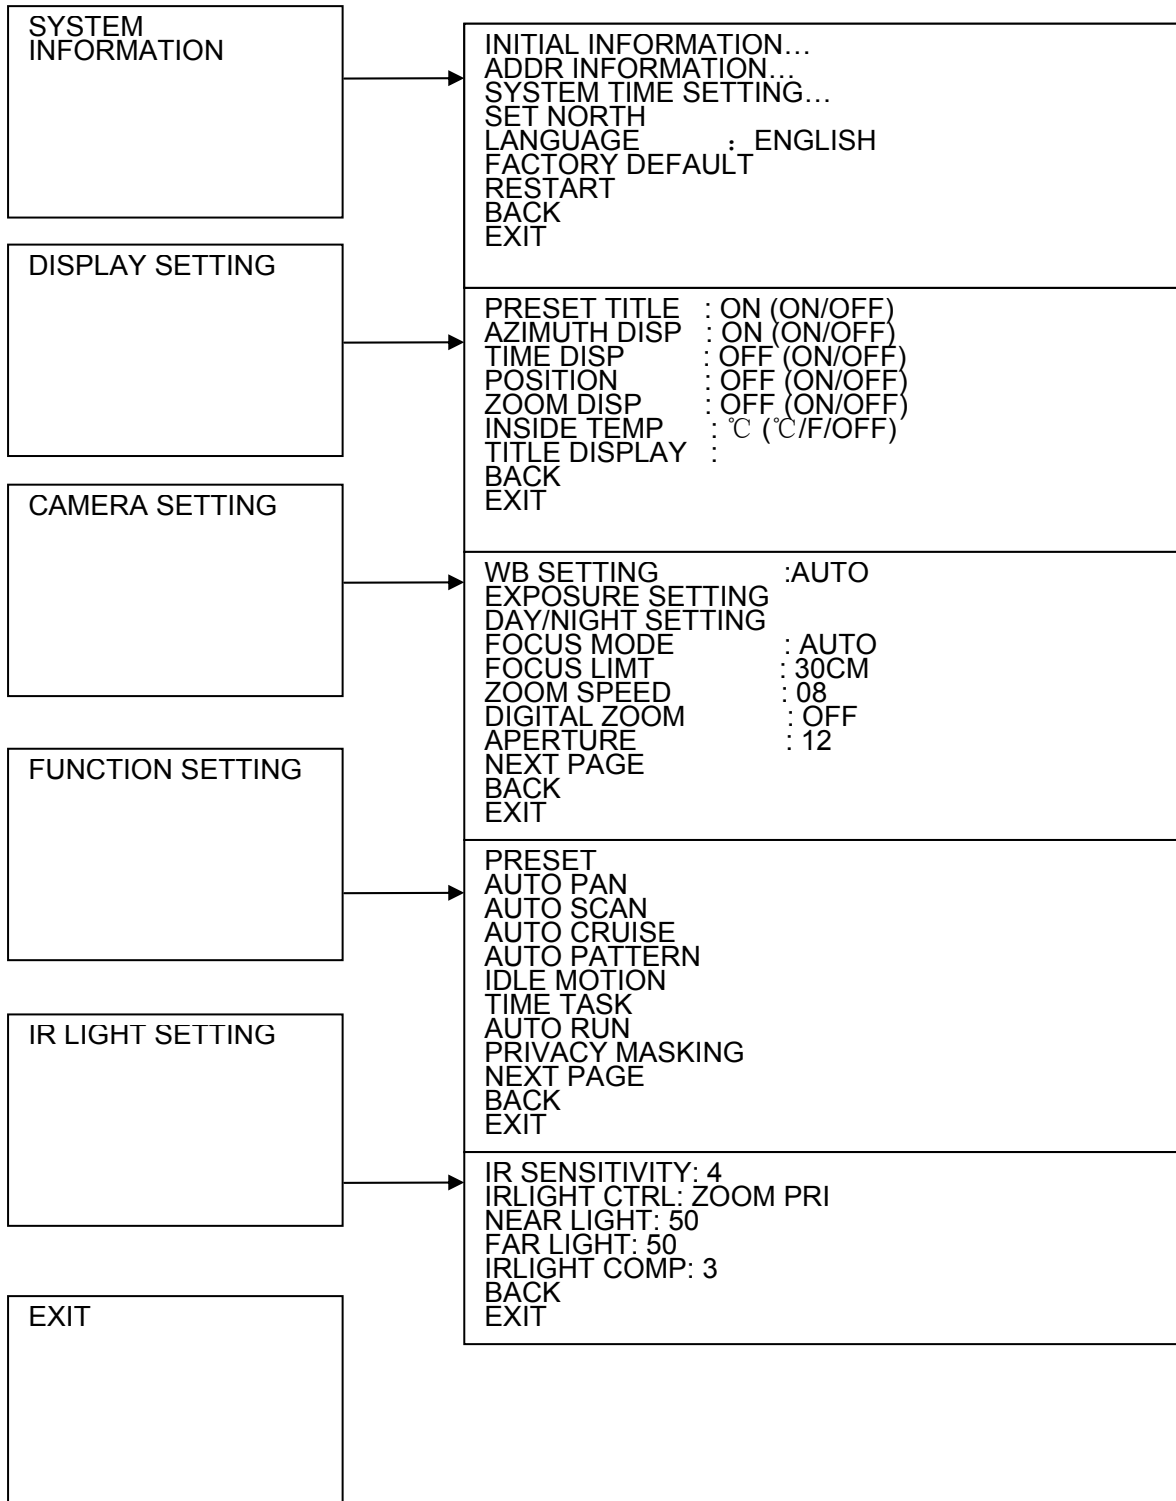 SYSTEM
INFORMATION
INITIAL INFORMATION…
ADDR INFORMATION…
SYSTEM TIME SETTING…
SET NORTH
LANGUAGE : ENGLISH
FACTORY DEFAULT
RESTART
BACK
EXIT
DISPLAY SETTING
PRESET TITLE : ON (ON/OFF)
AZIMUTH DISP : ON (ON/OFF)
TIME DISP : OFF (ON/OFF)
POSITION : OFF (ON/OFF)
ZOOM DISP : OFF (ON/OFF)
INSIDE TEMP : ℃ (℃/F/OFF)
TITLE DISPLAY :
BACK
EXIT
CAMERA SETTING
WB SETTING :AUTO
EXPOSURE SETTING
DAY/NIGHT SETTING
FOCUS MODE : AUTO
FOCUS LIMT : 30CM
ZOOM SPEED : 08
DIGITAL ZOOM : OFF
APERTURE : 12
NEXT PAGE
BACK
EXIT
FUNCTION SETTING
PRESET
AUTO PAN
AUTO SCAN
AUTO CRUISE
AUTO PATTERN
IDLE MOTION
TIME TASK
AUTO RUN
PRIVACY MASKING
NEXT PAGE
BACK
EXIT
IR LIGHT SETTING
IR SENSITIVITY: 4
IRLIGHT CTRL: ZOOM PRI
NEAR LIGHT: 50
FAR LIGHT: 50
IRLIGHT COMP: 3
BACK
EXIT
EXIT